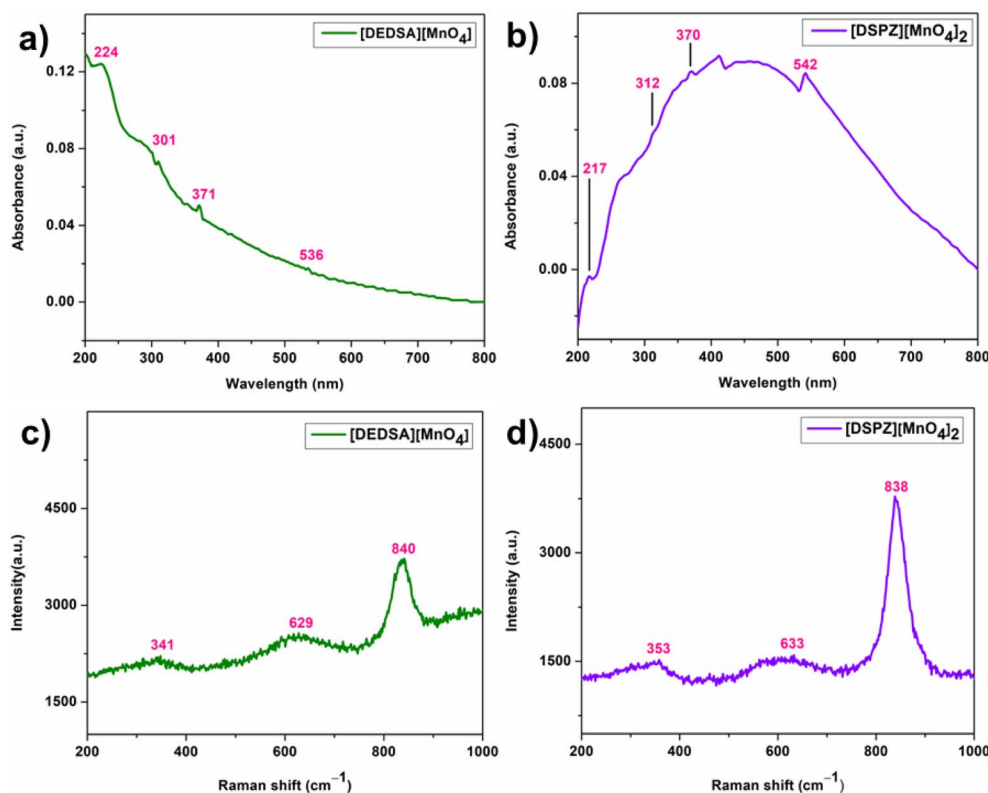 a)
[DEDSA][MnO₄]
224
301
371
536
0.12
0.08
0.04
0.00
Absorbance (a.u.)
200 300 400 500 600 700 800
Wavelength (nm)
b)
[DSPZ][MnO₄]₂
370
542
312
217
0.08
0.04
0.00
Absorbance (a.u.)
200 300 400 500 600 700 800
Wavelength (nm)
c)
[DEDSA][MnO₄]
840
629
341
4500
3000
1500
Intensity(a.u.)
200 400 600 800 1000
Raman shift (cm⁻¹)
d)
[DSPZ][MnO₄]₂
838
633
353
4500
3000
1500
Intensity (a.u.)
200 400 600 800 1000
Raman shift (cm⁻¹)